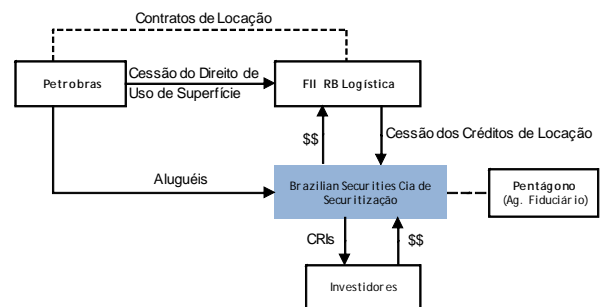 Contratos de Locação
Petrobras
Cessão do Direito de
Uso de Superfície
FII RB Logística
$$
Cessão dos Créditos de Locação
Aluguéis
Brazilian Securities Cia de
Securitização
Pentágono
(Ag. Fiduciário)
CRIs
$$
Investidores